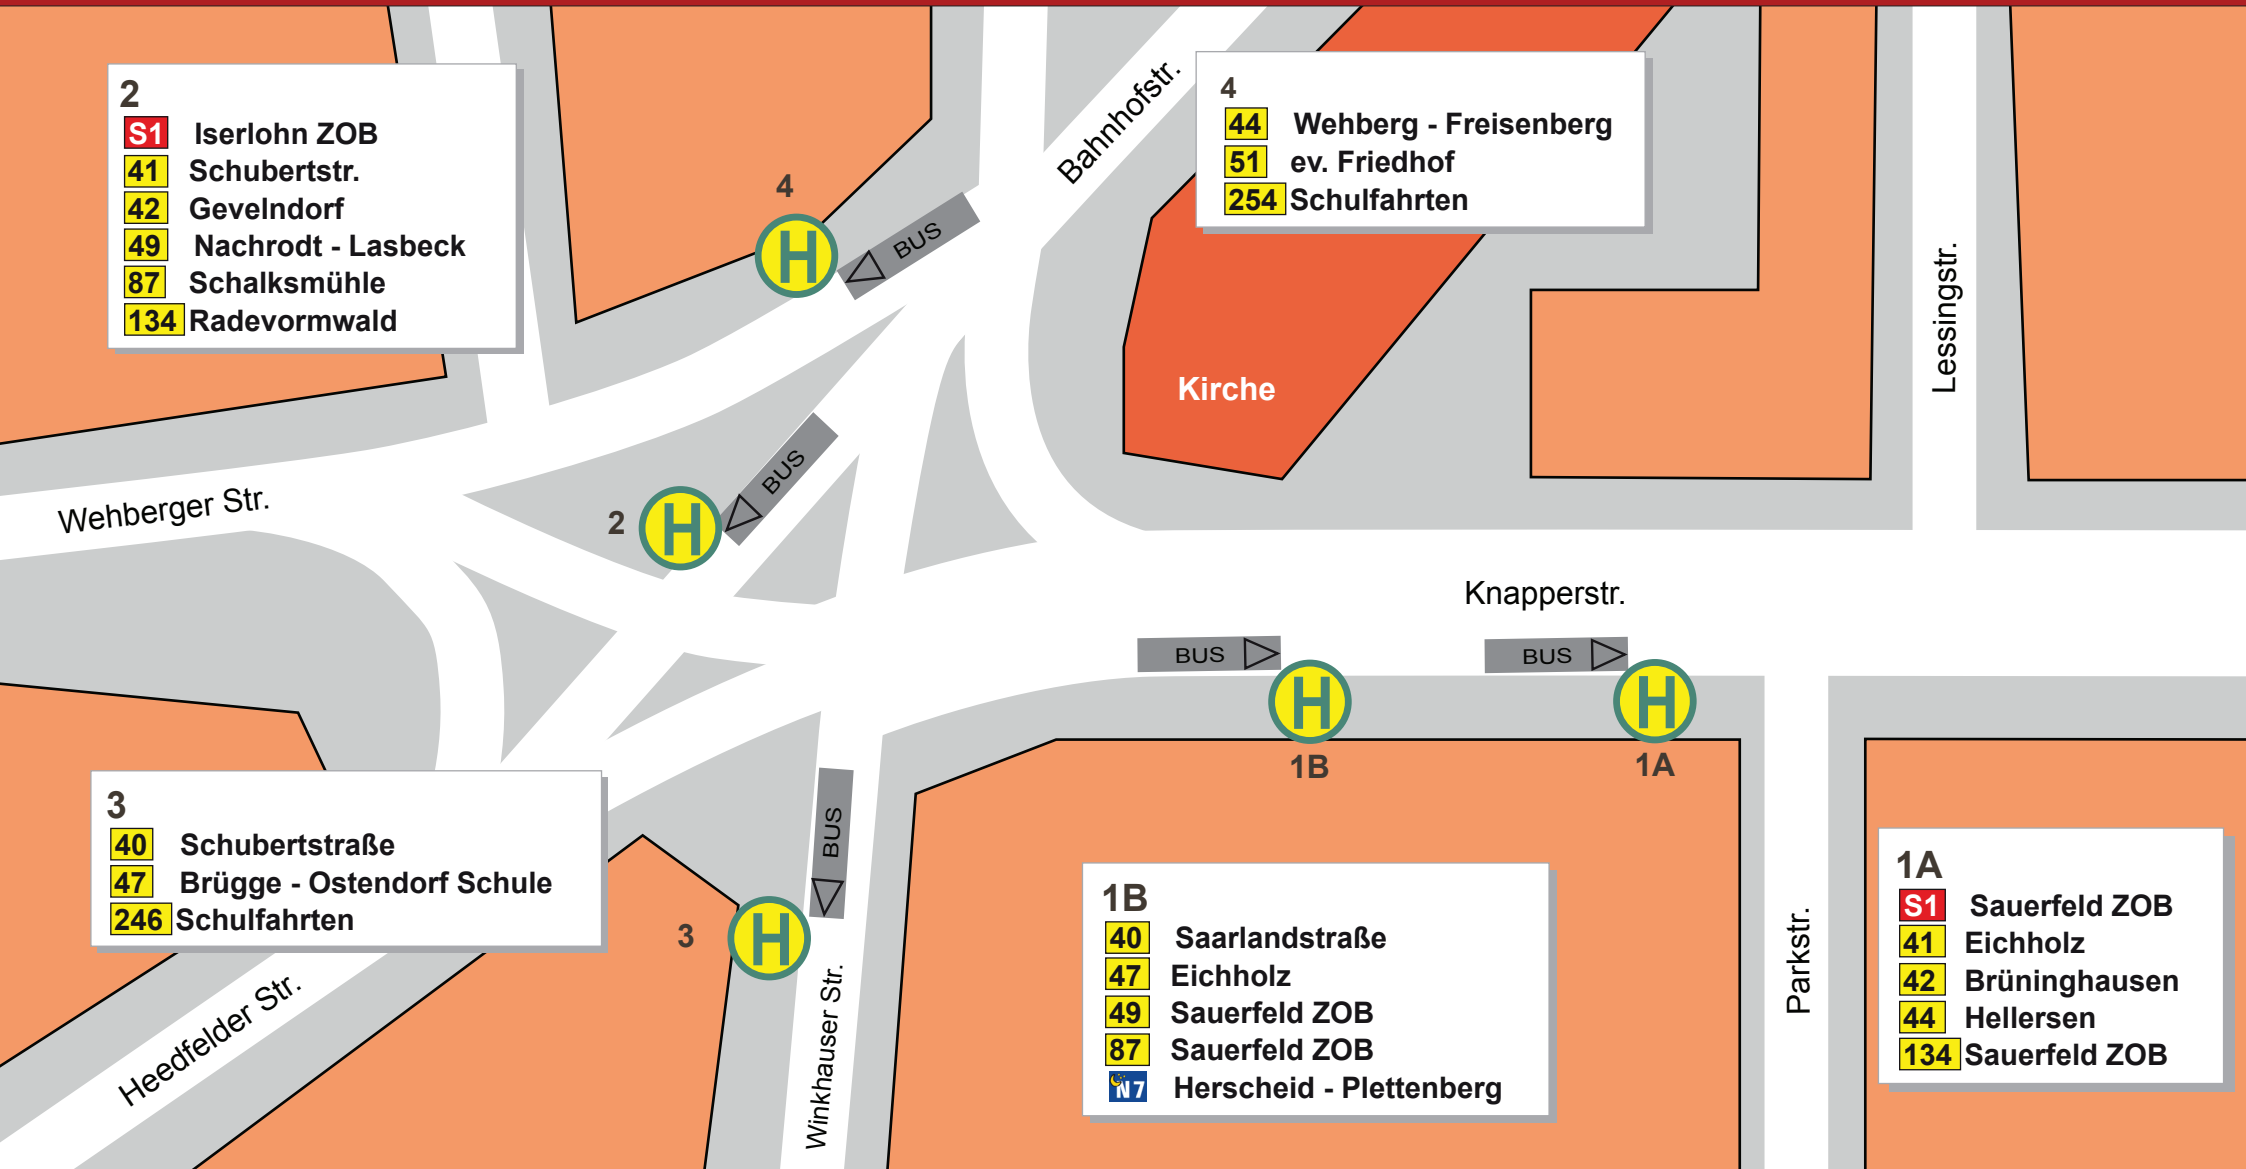 2
S1 Iserlohn ZOB
41 Schubertstr.
42 Gevelndorf
49 Nachrodt - Lasbeck
87 Schalksmühle
134 Radevormwald
4
BUS
Bahnhofstr.
4
44 Wehberg - Freisenberg
51 ev. Friedhof
254 Schulfahrten
H
Kirche
Lessingstr.
Wehberger Str.
2
H
BUS
Knapperstr.
BUS
BUS
H
H
1B
1A
3
40 Schubertstraße
47 Brügge - Ostendorf Schule
246 Schulfahrten
BUS
3
H
Heedfelder Str.
Winkhauser Str.
1B
40 Saarlandstraße
47 Eichholz
49 Sauerfeld ZOB
87 Sauerfeld ZOB
N7 Herscheid - Plettenberg
Parkstr.
1A
S1 Sauerfeld ZOB
41 Eichholz
42 Brüninghausen
44 Hellersen
134 Sauerfeld ZOB